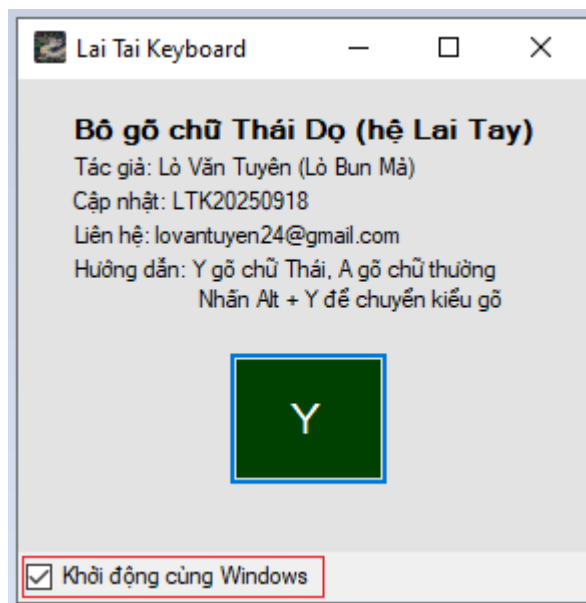 Lai Tai Keyboard
Bô gõ chữ Thái Dọ (hệ Lai Tay)
Tác giả: Lò Văn Tuyên (Lò Bun Mả)
Cập nhật: LTK20250918
Liên hệ: lovantuyen24@gmail.com
Hướng dẫn: Y gõ chữ Thái, A gõ chữ thường
Nhấn Alt + Y để chuyển kiểu gõ
Y
Khởi động cùng Windows